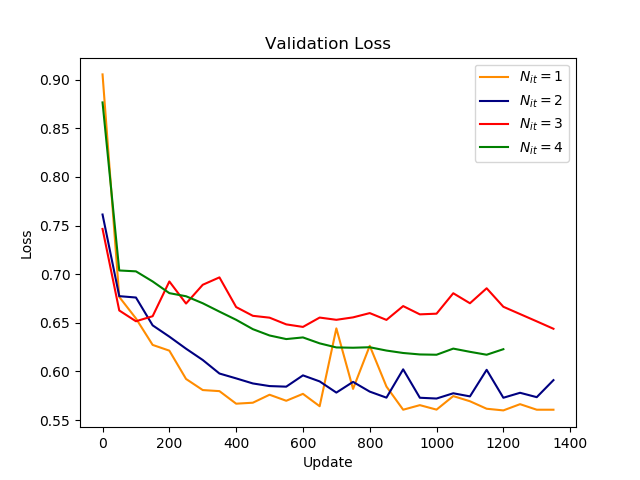 Validation Loss
0.90
0.85
0.80
0.75
0.70
0.65
0.60
0.55
Loss
N_it = 1
N_it = 2
N_it = 3
N_it = 4
0 200 400 600 800 1000 1200 1400
Update